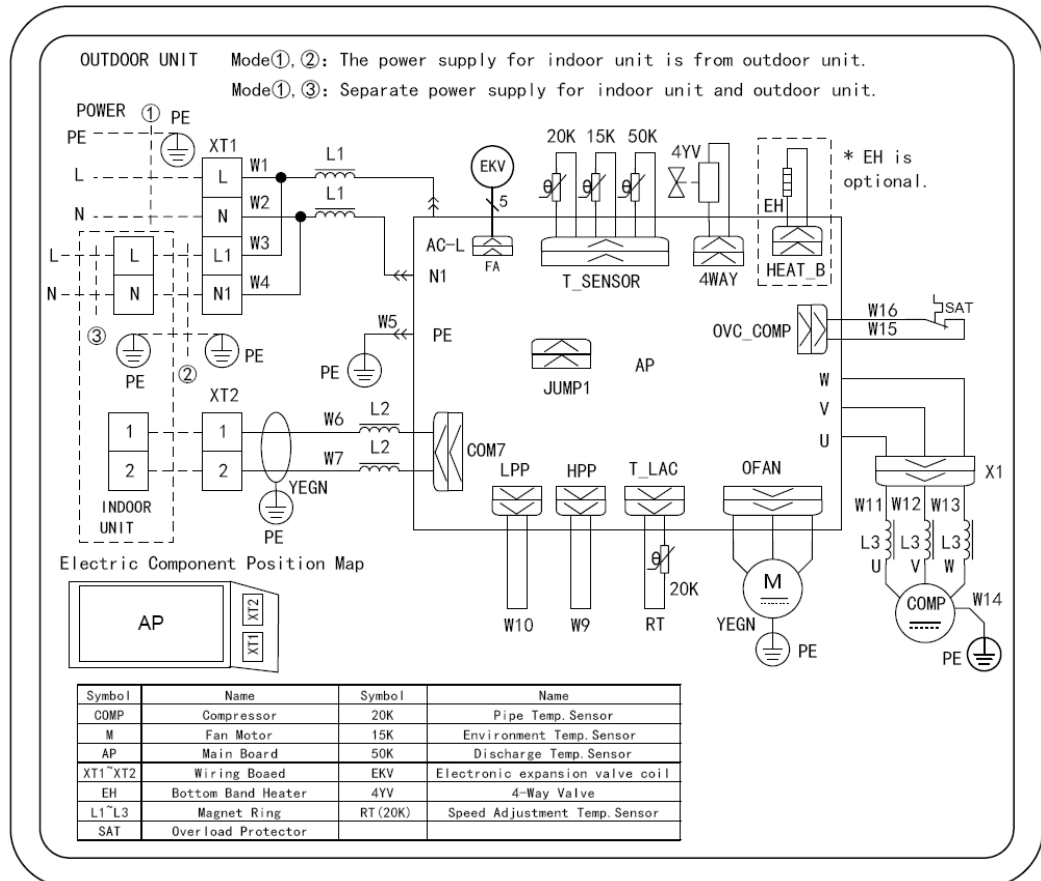 OUTDOOR UNIT Mode①, ②: The power supply for indoor unit is from outdoor unit.
Mode①, ③: Separate power supply for indoor unit and outdoor unit.
POWER ① PE
PE
XT1
L L W1 L1
N N W2 L1
L L L1 W3
N N N1 W4
③ PE ② PE
AC-L
N1
W5 PE
PE
EKV
5
FA
20K 15K 50K
θ θ θ
T_SENSOR
4YV
4WAY
EH
HEAT_B
* EH is
optional.
OVC_COMP
W16
W15
SAT
JUMP1
AP
W
V
U
X1
XT2
1 1 W6 L2
2 2 W7 L2
COM7
YEGN
PE
INDOOR
UNIT
LPP HPP T_LAC OFAN
θ
20K
W10 W9 RT
M
YEGN
PE
W11 W12 W13
L3 L3 L3
U V W
COMP
W14
PE
Electric Component Position Map
AP
XT2
XT1
Symbol Name Symbol Name
COMP Compressor 20K Pipe Temp.Sensor
M Fan Motor 15K Environment Temp.Sensor
AP Main Board 50K Discharge Temp.Sensor
XT1~XT2 Wiring Boaed EKV Electronic expansion valve coil
EH Bottom Band Heater 4YV 4-Way Valve
L1~L3 Magnet Ring RT(20K) Speed Adjustment Temp.Sensor
SAT Overload Protector